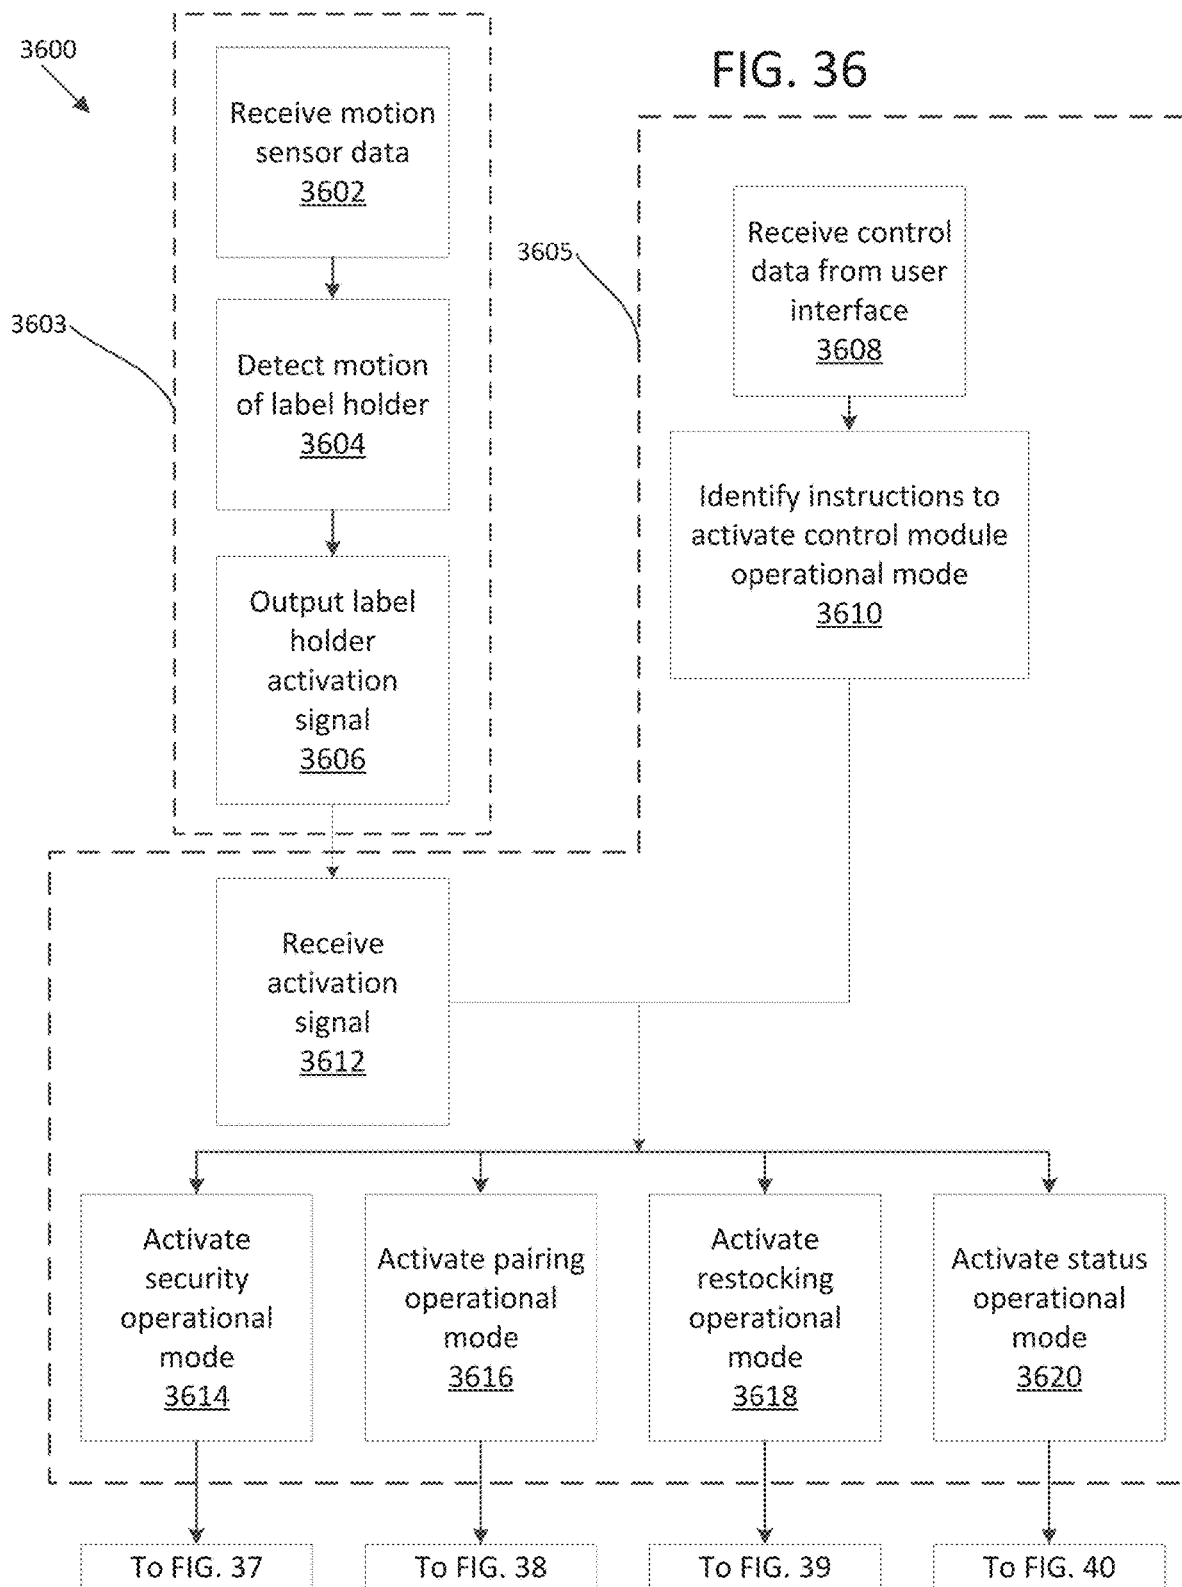 3600
FIG. 36
Receive motion
sensor data
3602
Receive control
data from user
interface
3608
3605
3603
Detect motion
of label holder
3604
Identify instructions to
activate control module
operational mode
3610
Output label
holder
activation
signal
3606
Receive
activation
signal
3612
Activate
security
operational
mode
3614
Activate pairing
operational
mode
3616
Activate
restocking
operational
mode
3618
Activate status
operational
mode
3620
To FIG. 37
To FIG. 38
To FIG. 39
To FIG. 40